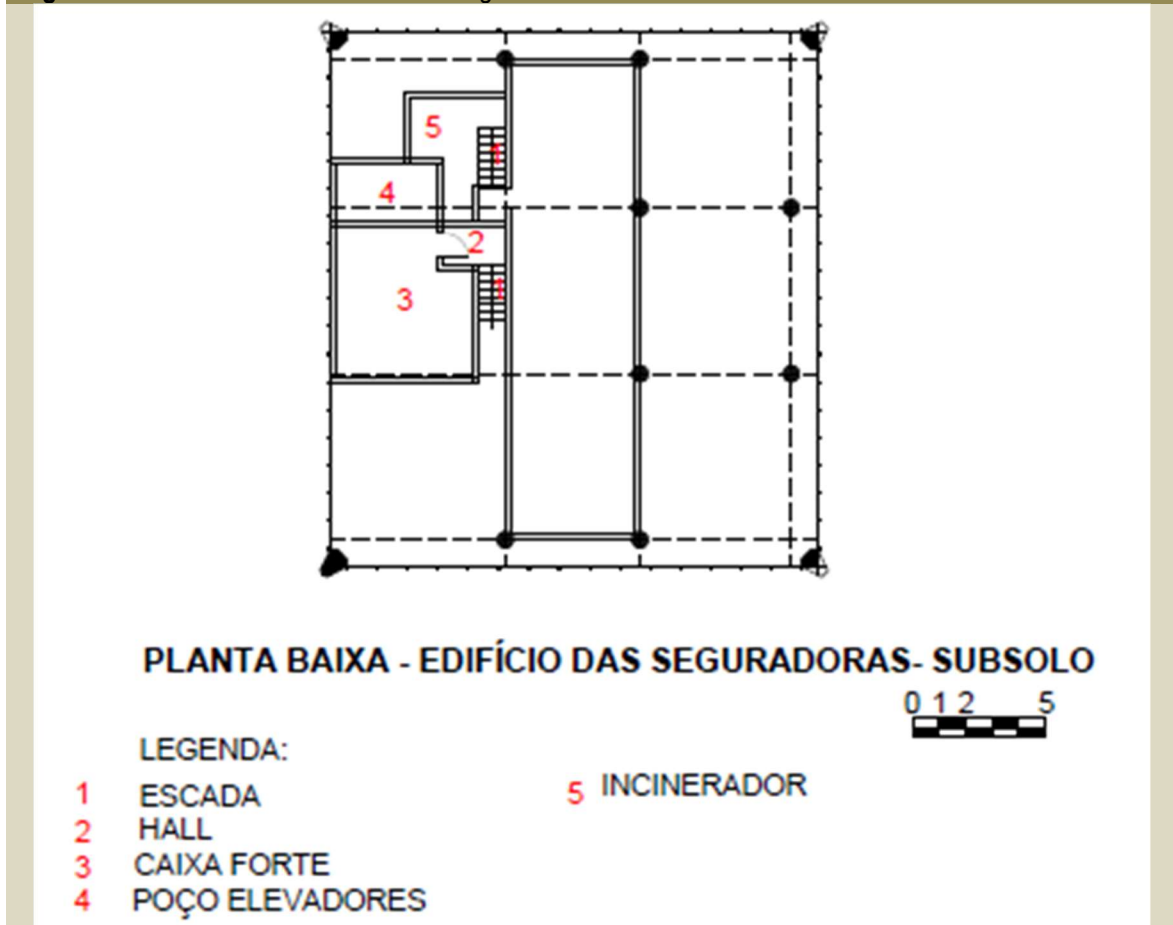 5
1
4
2
3
1
PLANTA BAIXA - EDIFÍCIO DAS SEGURADORAS- SUBSOLO
0 1 2 5
LEGENDA:
1 ESCADA
2 HALL
3 CAIXA FORTE
4 POÇO ELEVADORES
5 INCINERADOR